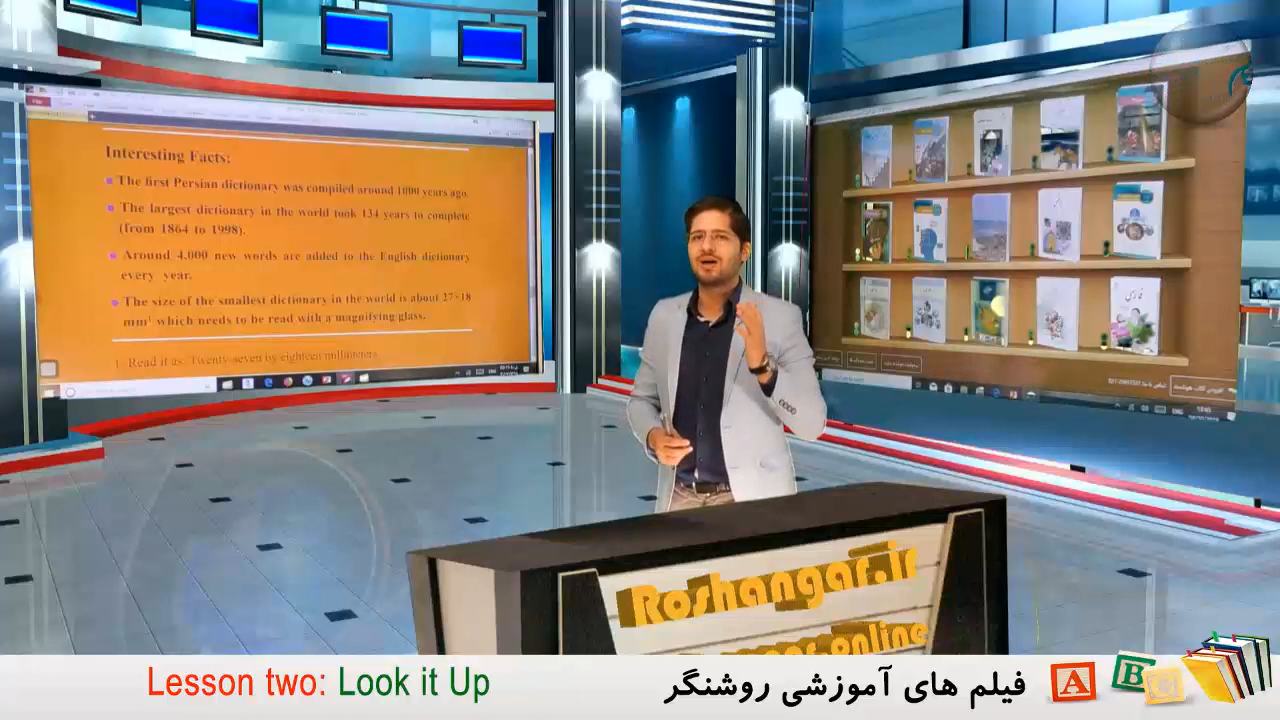 Interesting Facts:
The first Persian dictionary was compiled around 1000 years ago.
The largest dictionary in the world took 134 years to complete
(from 1864 to 1998).
Around 4,000 new words are added to the English dictionary
every year.
The size of the smallest dictionary in the world is about 27×18
mm¹ which needs to be read with a magnifying glass.
1. Read it as: Twenty-seven by eighteen millimeters.
فارسی
Roshangar.ir
.online
Lesson two: Look it Up
فیلم های آموزشی روشنگر
A
B